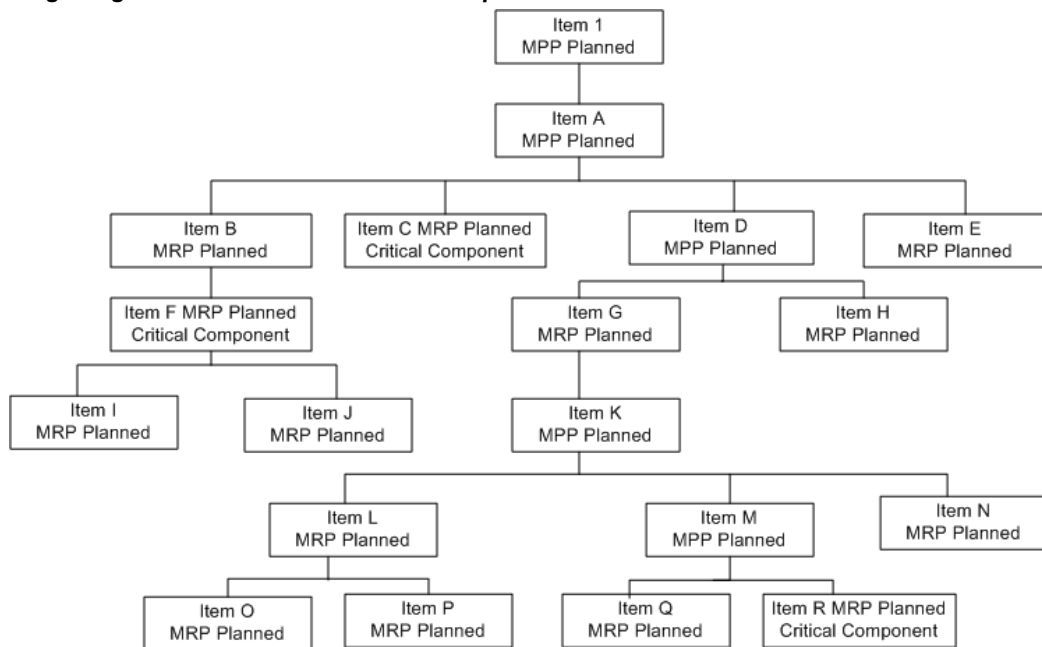 Item 1
MPP Planned
Item A
MPP Planned
Item B
MRP Planned
Item C MRP Planned
Critical Component
Item D
MPP Planned
Item E
MRP Planned
Item F MRP Planned
Critical Component
Item G
MRP Planned
Item H
MRP Planned
Item I
MRP Planned
Item J
MRP Planned
Item K
MPP Planned
Item L
MRP Planned
Item M
MPP Planned
Item N
MRP Planned
Item O
MRP Planned
Item P
MRP Planned
Item Q
MRP Planned
Item R MRP Planned
Critical Component